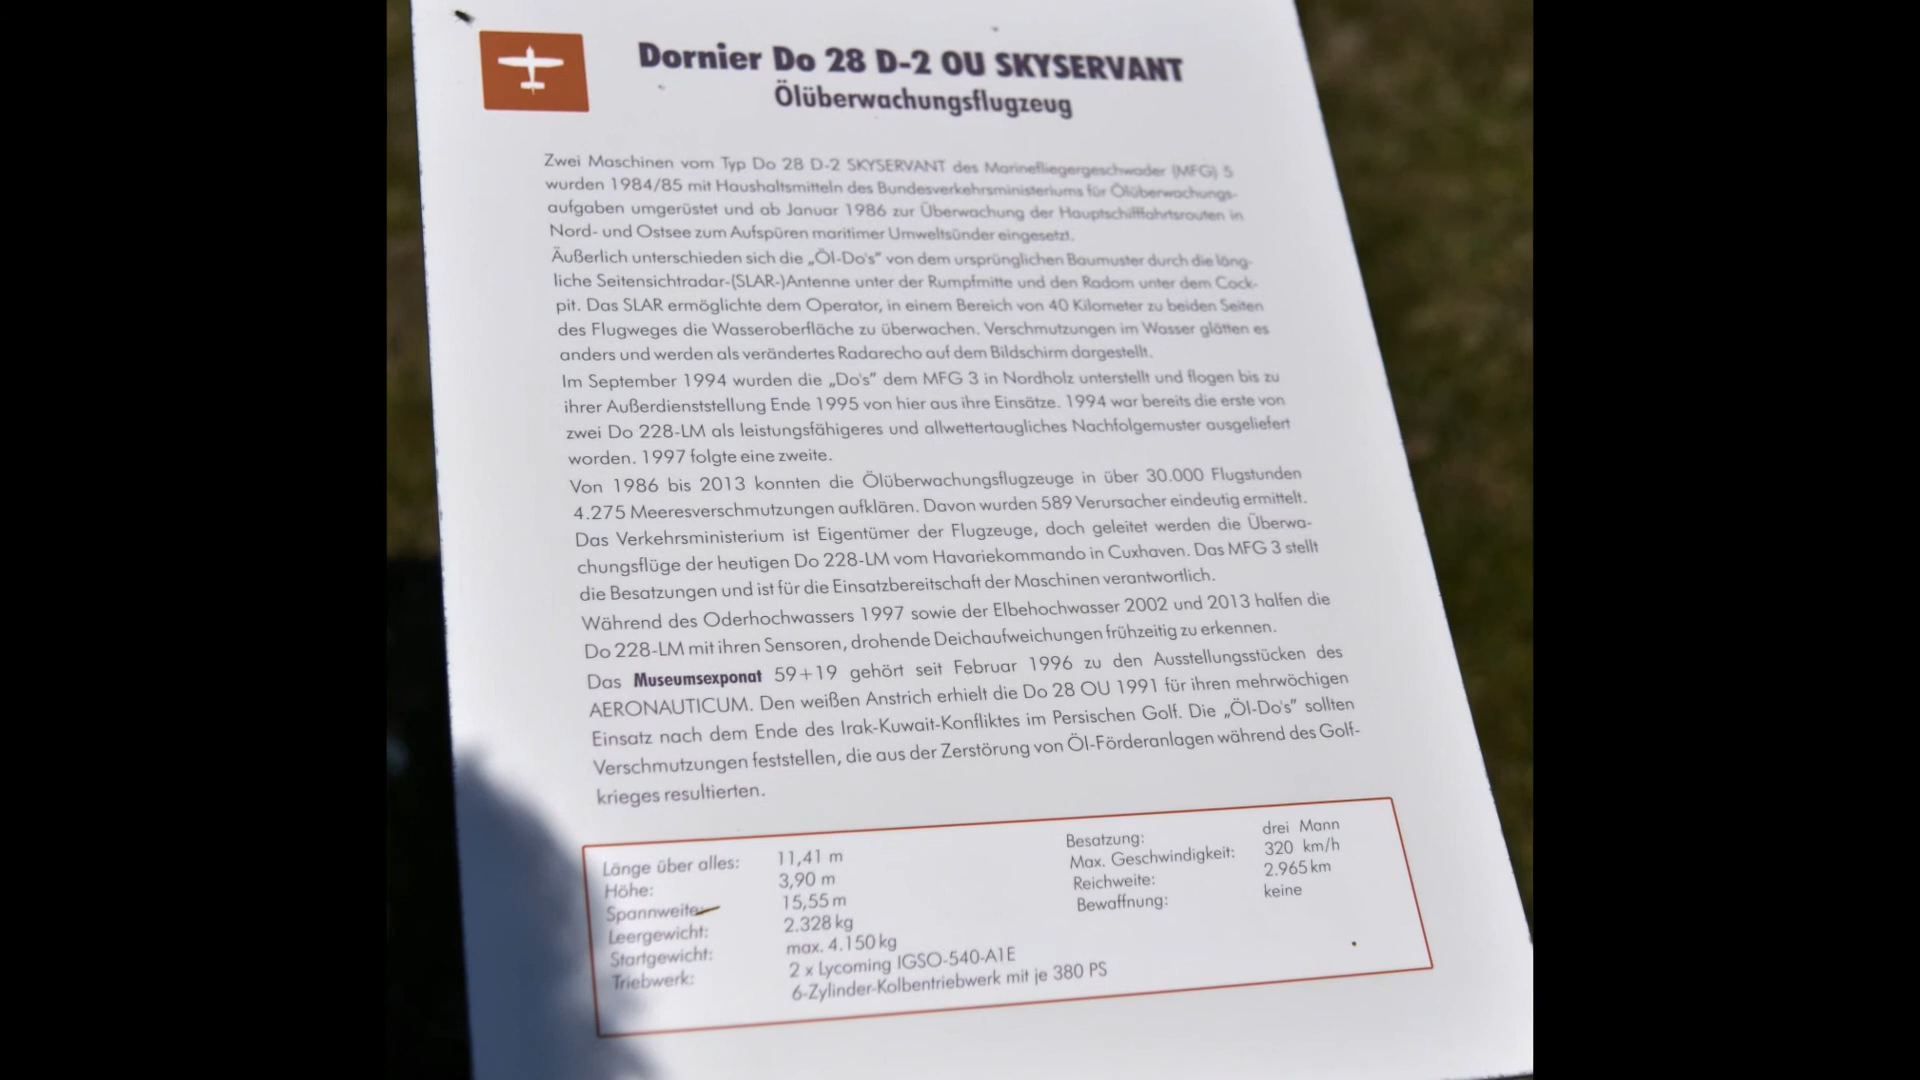 Dornier Do 28 D-2 OU SKYSERVANT
Ölüberwachungsflugzeug
Zwei Maschinen vom Typ Do 28 D-2 SKYSERVANT des Marinefliegergeschwader (MFG) 5
wurden 1984/85 mit Haushaltsmitteln des Bundesverkehrsministeriums für Ölüberwachungs-
aufgaben umgerüstet und ab Januar 1986 zur Überwachung der Hauptschifffahrtsrouten in
Nord- und Ostsee zum Aufspüren maritimer Umweltsünder eingesetzt.
Äußerlich unterschieden sich die „Öl-Do's" von dem ursprünglichen Baumuster durch die läng-
liche Seitensichtradar-(SLAR-)Antenne unter der Rumpfmitte und den Radom unter dem Cock-
pit. Das SLAR ermöglichte dem Operator, in einem Bereich von 40 Kilometer zu beiden Seiten
des Flugweges die Wasseroberfläche zu überwachen. Verschmutzungen im Wasser glätten es
anders und werden als verändertes Radarecho auf dem Bildschirm dargestellt.
Im September 1994 wurden die „Do's" dem MFG 3 in Nordholz unterstellt und flogen bis zu
ihrer Außerdienststellung Ende 1995 von hier aus ihre Einsätze. 1994 war bereits die erste von
zwei Do 228-LM als leistungsfähigeres und allwettertaugliches Nachfolgemuster ausgeliefert
worden. 1997 folgte eine zweite.
Von 1986 bis 2013 konnten die Ölüberwachungsflugzeuge in über 30.000 Flugstunden
4.275 Meeresverschmutzungen aufklären. Davon wurden 589 Verursacher eindeutig ermittelt.
Das Verkehrsministerium ist Eigentümer der Flugzeuge, doch geleitet werden die Überwa-
chungsflüge der heutigen Do 228-LM vom Havariekommando in Cuxhaven. Das MFG 3 stellt
die Besatzungen und ist für die Einsatzbereitschaft der Maschinen verantwortlich.
Während des Oderhochwassers 1997 sowie der Elbehochwasser 2002 und 2013 halfen die
Do 228-LM mit ihren Sensoren, drohende Deichaufweichungen frühzeitig zu erkennen.
Das Museumsexponat 59+19 gehört seit Februar 1996 zu den Ausstellungsstücken des
AERONAUTICUM. Den weißen Anstrich erhielt die Do 28 OU 1991 für ihren mehrwöchigen
Einsatz nach dem Ende des Irak-Kuwait-Konfliktes im Persischen Golf. Die „Öl-Do's" sollten
Verschmutzungen feststellen, die aus der Zerstörung von Öl-Förderanlagen während des Golf-
krieges resultierten.
Länge über alles: 11,41 m
Höhe: 3,90 m
Spannweite: 15,55 m
Leergewicht: 2.328 kg
Startgewicht: max. 4.150 kg
Triebwerk: 2 x Lycoming IGSO-540-A1E
6-Zylinder-Kolbentriebwerk mit je 380 PS
Besatzung: drei Mann
Max. Geschwindigkeit: 320 km/h
Reichweite: 2.965 km
Bewaffnung: keine